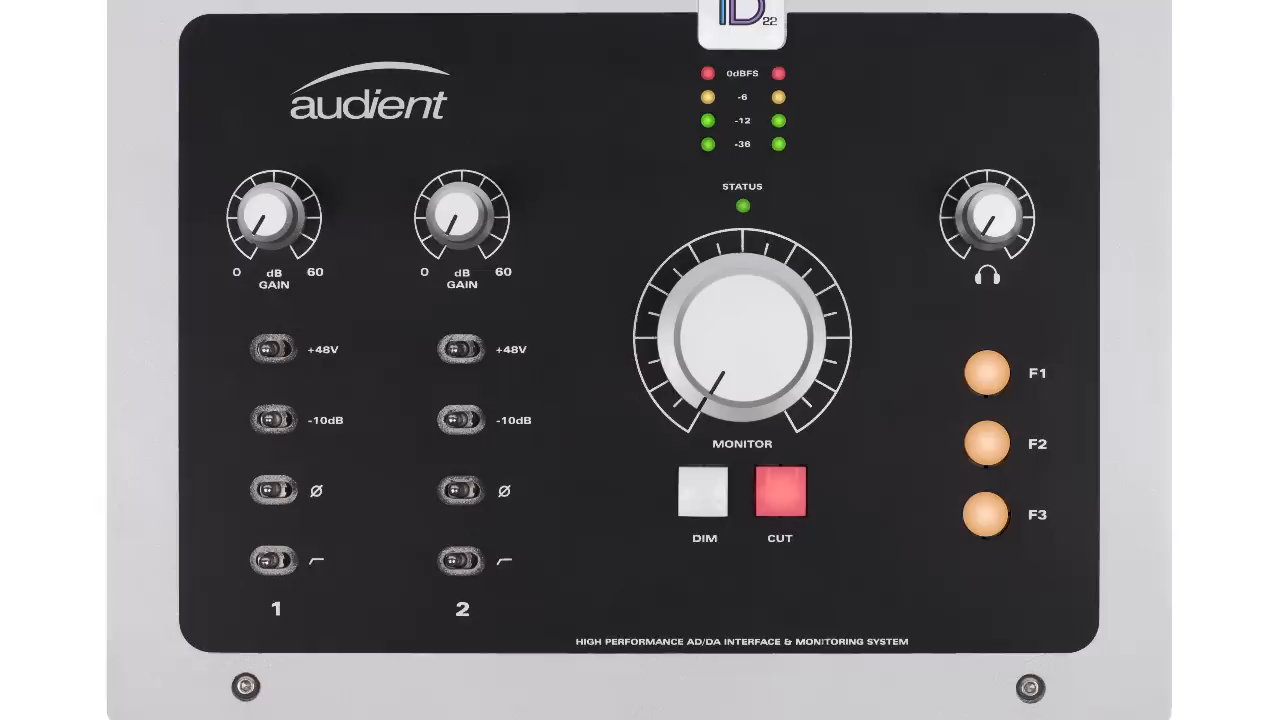 iD22
audient
0dBFS
-6
-12
-36
STATUS
0 dB 60
GAIN
0 dB 60
GAIN
MONITOR
DIM CUT
+48V
-10dB
Ø
1
+48V
-10dB
Ø
2
F1
F2
F3
HIGH PERFORMANCE AD/DA INTERFACE & MONITORING SYSTEM